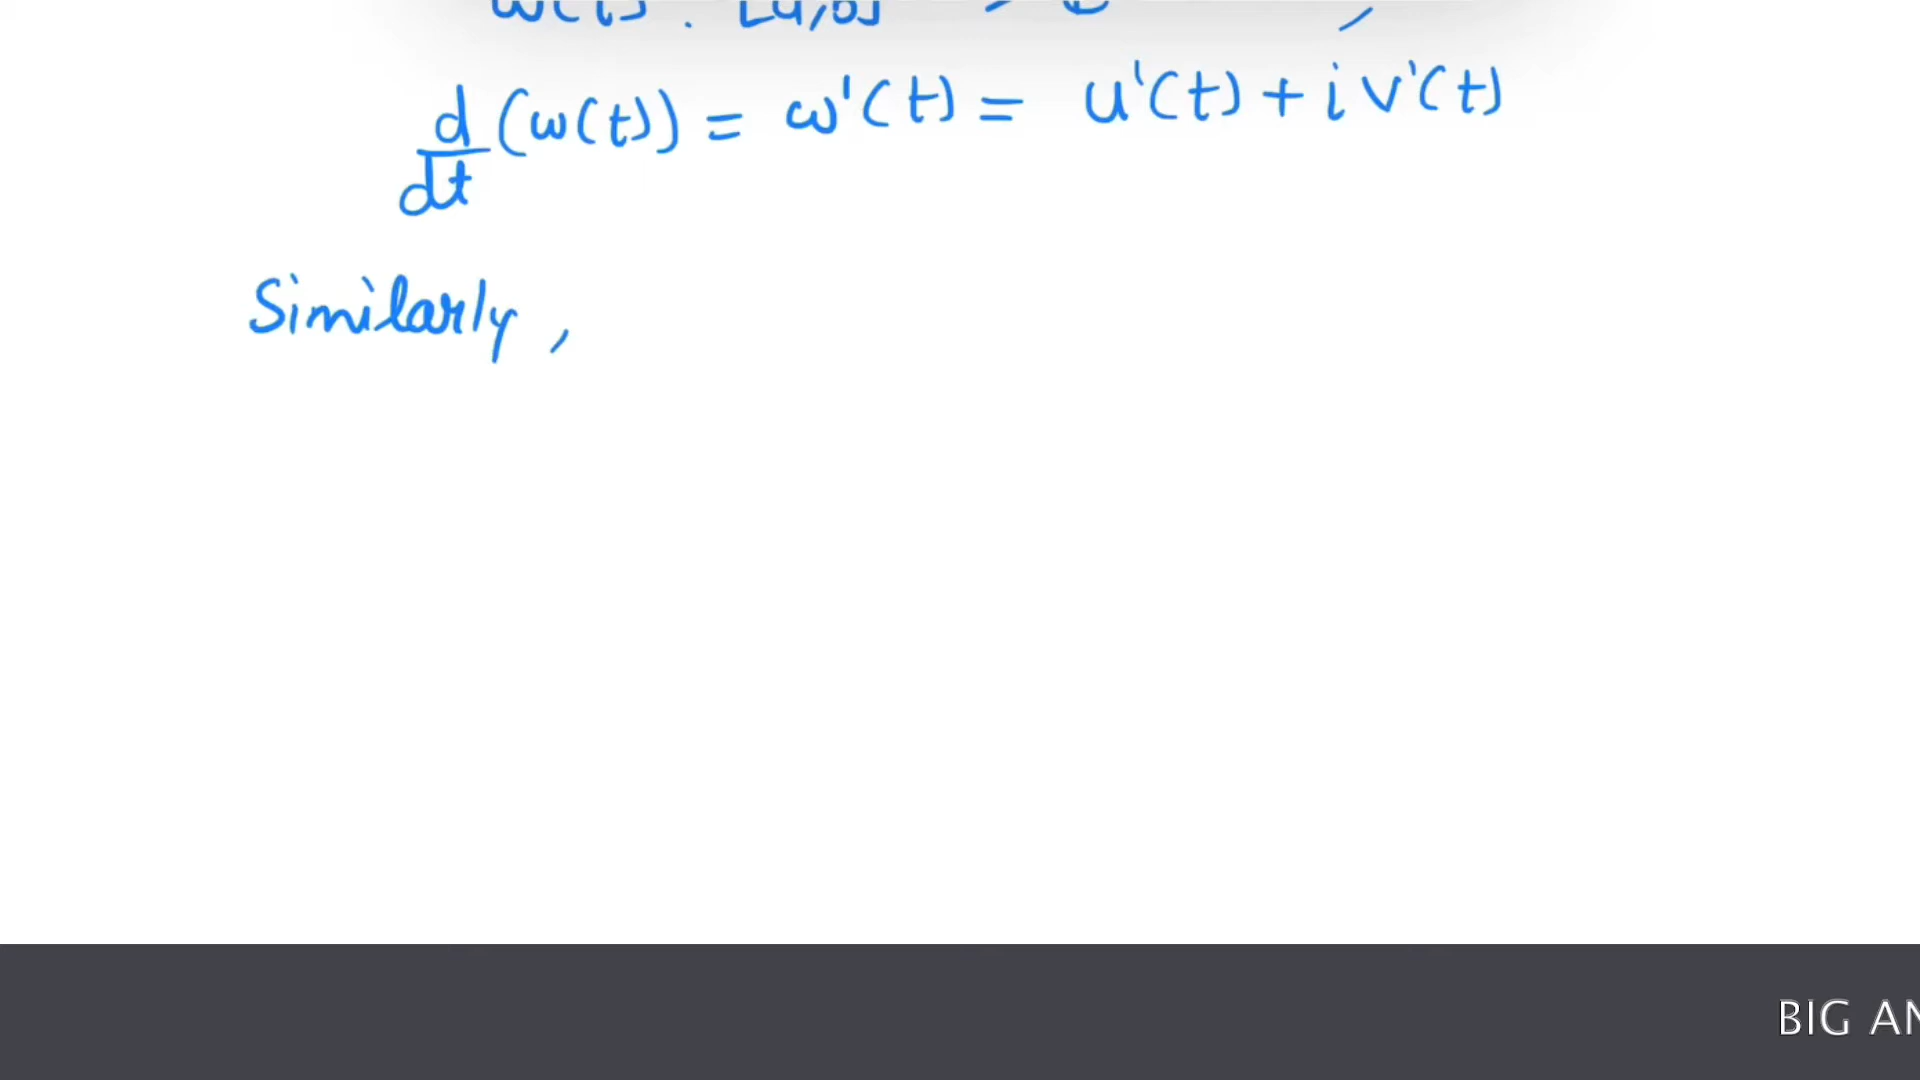 w(t) : [a,b]
d/dt (w(t)) = w'(t) = u'(t) + i v'(t)
Similarly ,
BIG AN